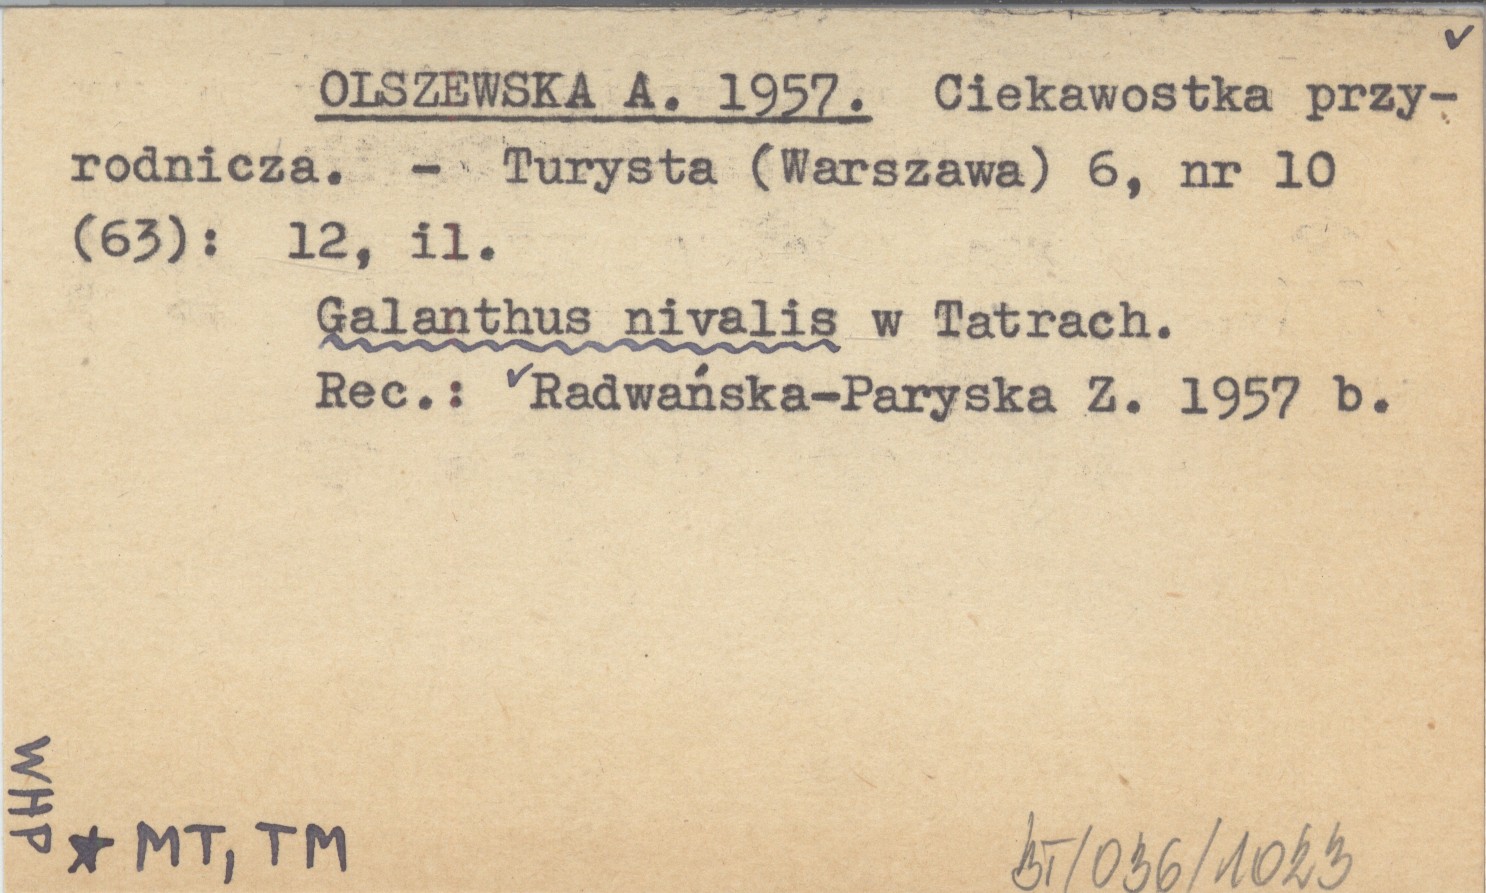 OLSZEWSKA A. 1957. Ciekawostka przy-
rodnicza. - Turysta (Warszawa) 6, nr 10
(63): 12, il.
Galanthus nivalis w Tatrach.
Rec.: ✓Radwańska-Paryska Z. 1957 b.
WHP
★ MT, TM
BT/036/1023